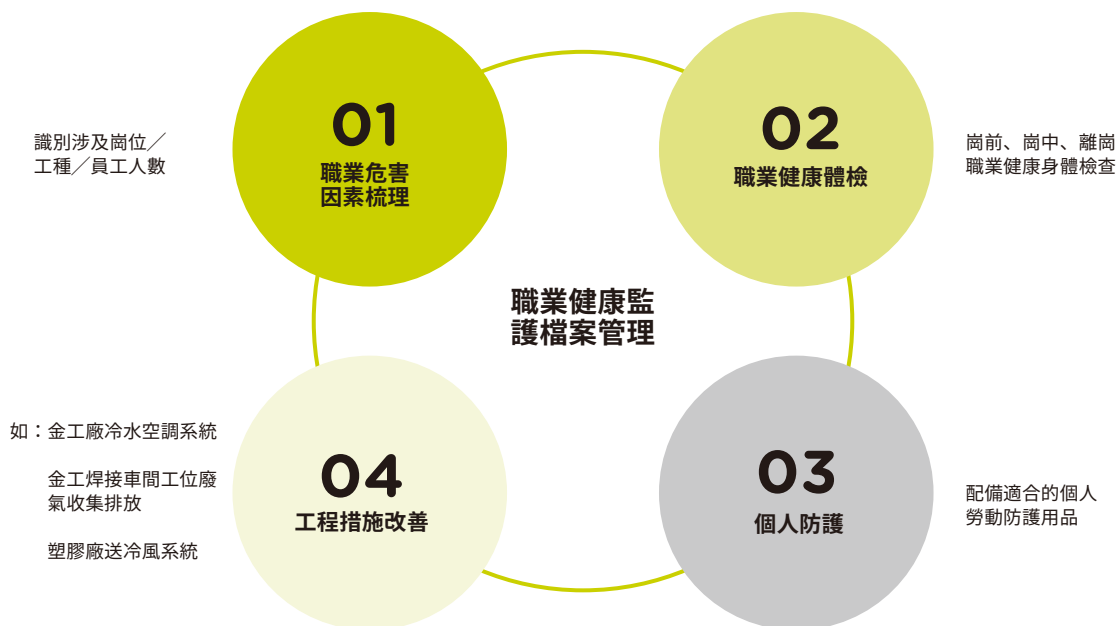 識別涉及崗位／
工種／員工人數
01
職業危害
因素梳理
02
職業健康體檢
崗前、崗中、離崗
職業健康身體檢查
職業健康監
護檔案管理
如：金工廠冷水空調系統
金工焊接車間工位廢
氣收集排放
塑膠廠送冷風系統
04
工程措施改善
03
個人防護
配備適合的個人
勞動防護用品